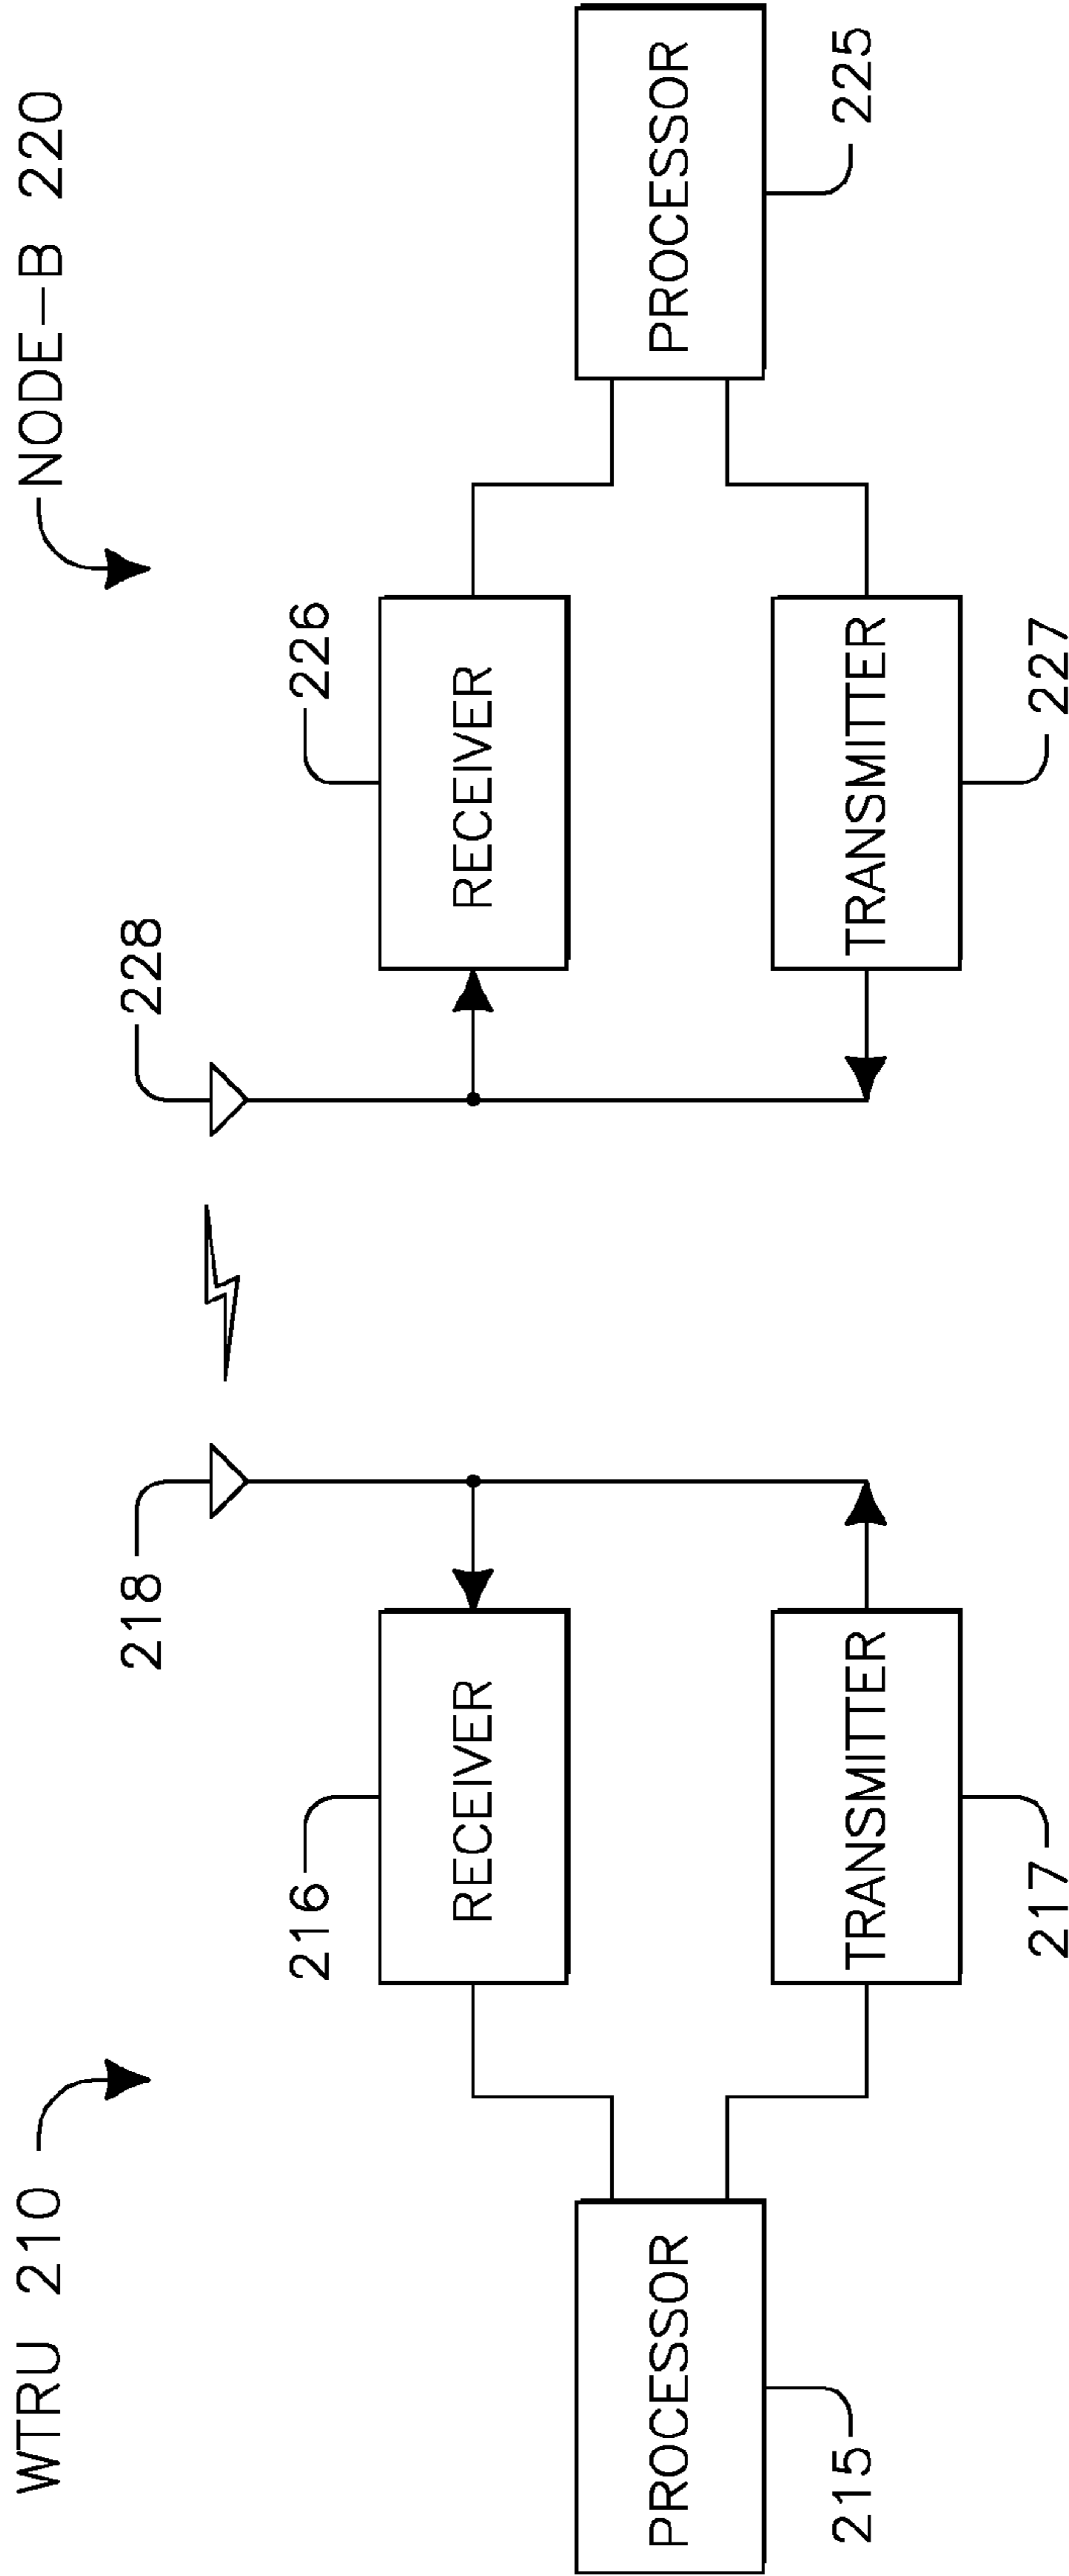 WTRU 210
NODE-B 220
218
228
216
226
RECEIVER
RECEIVER
PROCESSOR
PROCESSOR
215
225
TRANSMITTER
TRANSMITTER
217
227